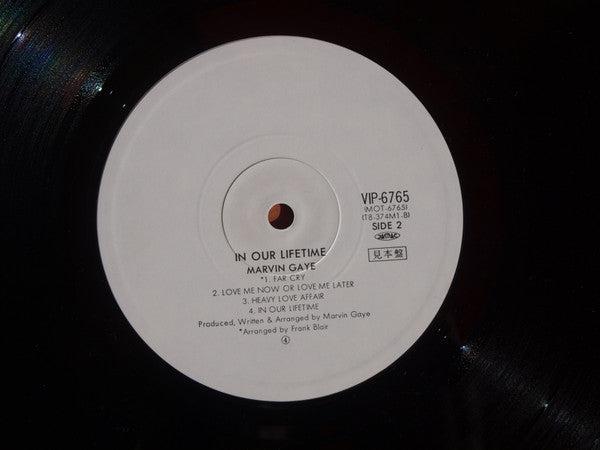 VIP-6765
(MOT-6765)
(T8-374M1-B)
SIDE 2
見本盤
IN OUR LIFETIME
MARVIN GAYE
*1. FAR CRY
2. LOVE ME NOW OR LOVE ME LATER
3. HEAVY LOVE AFFAIR
4. IN OUR LIFETIME
Produced, Written & Arranged by Marvin Gaye
*Arranged by Frank Blair
④